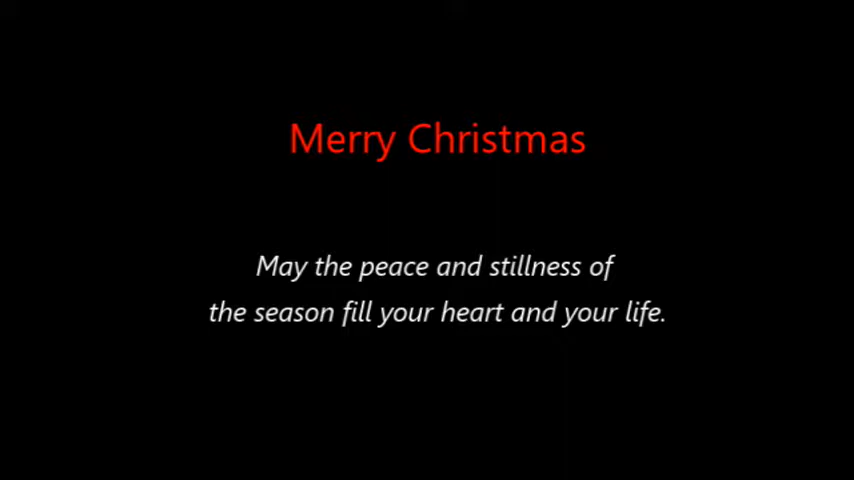 Merry Christmas
May the peace and stillness of
the season fill your heart and your life.